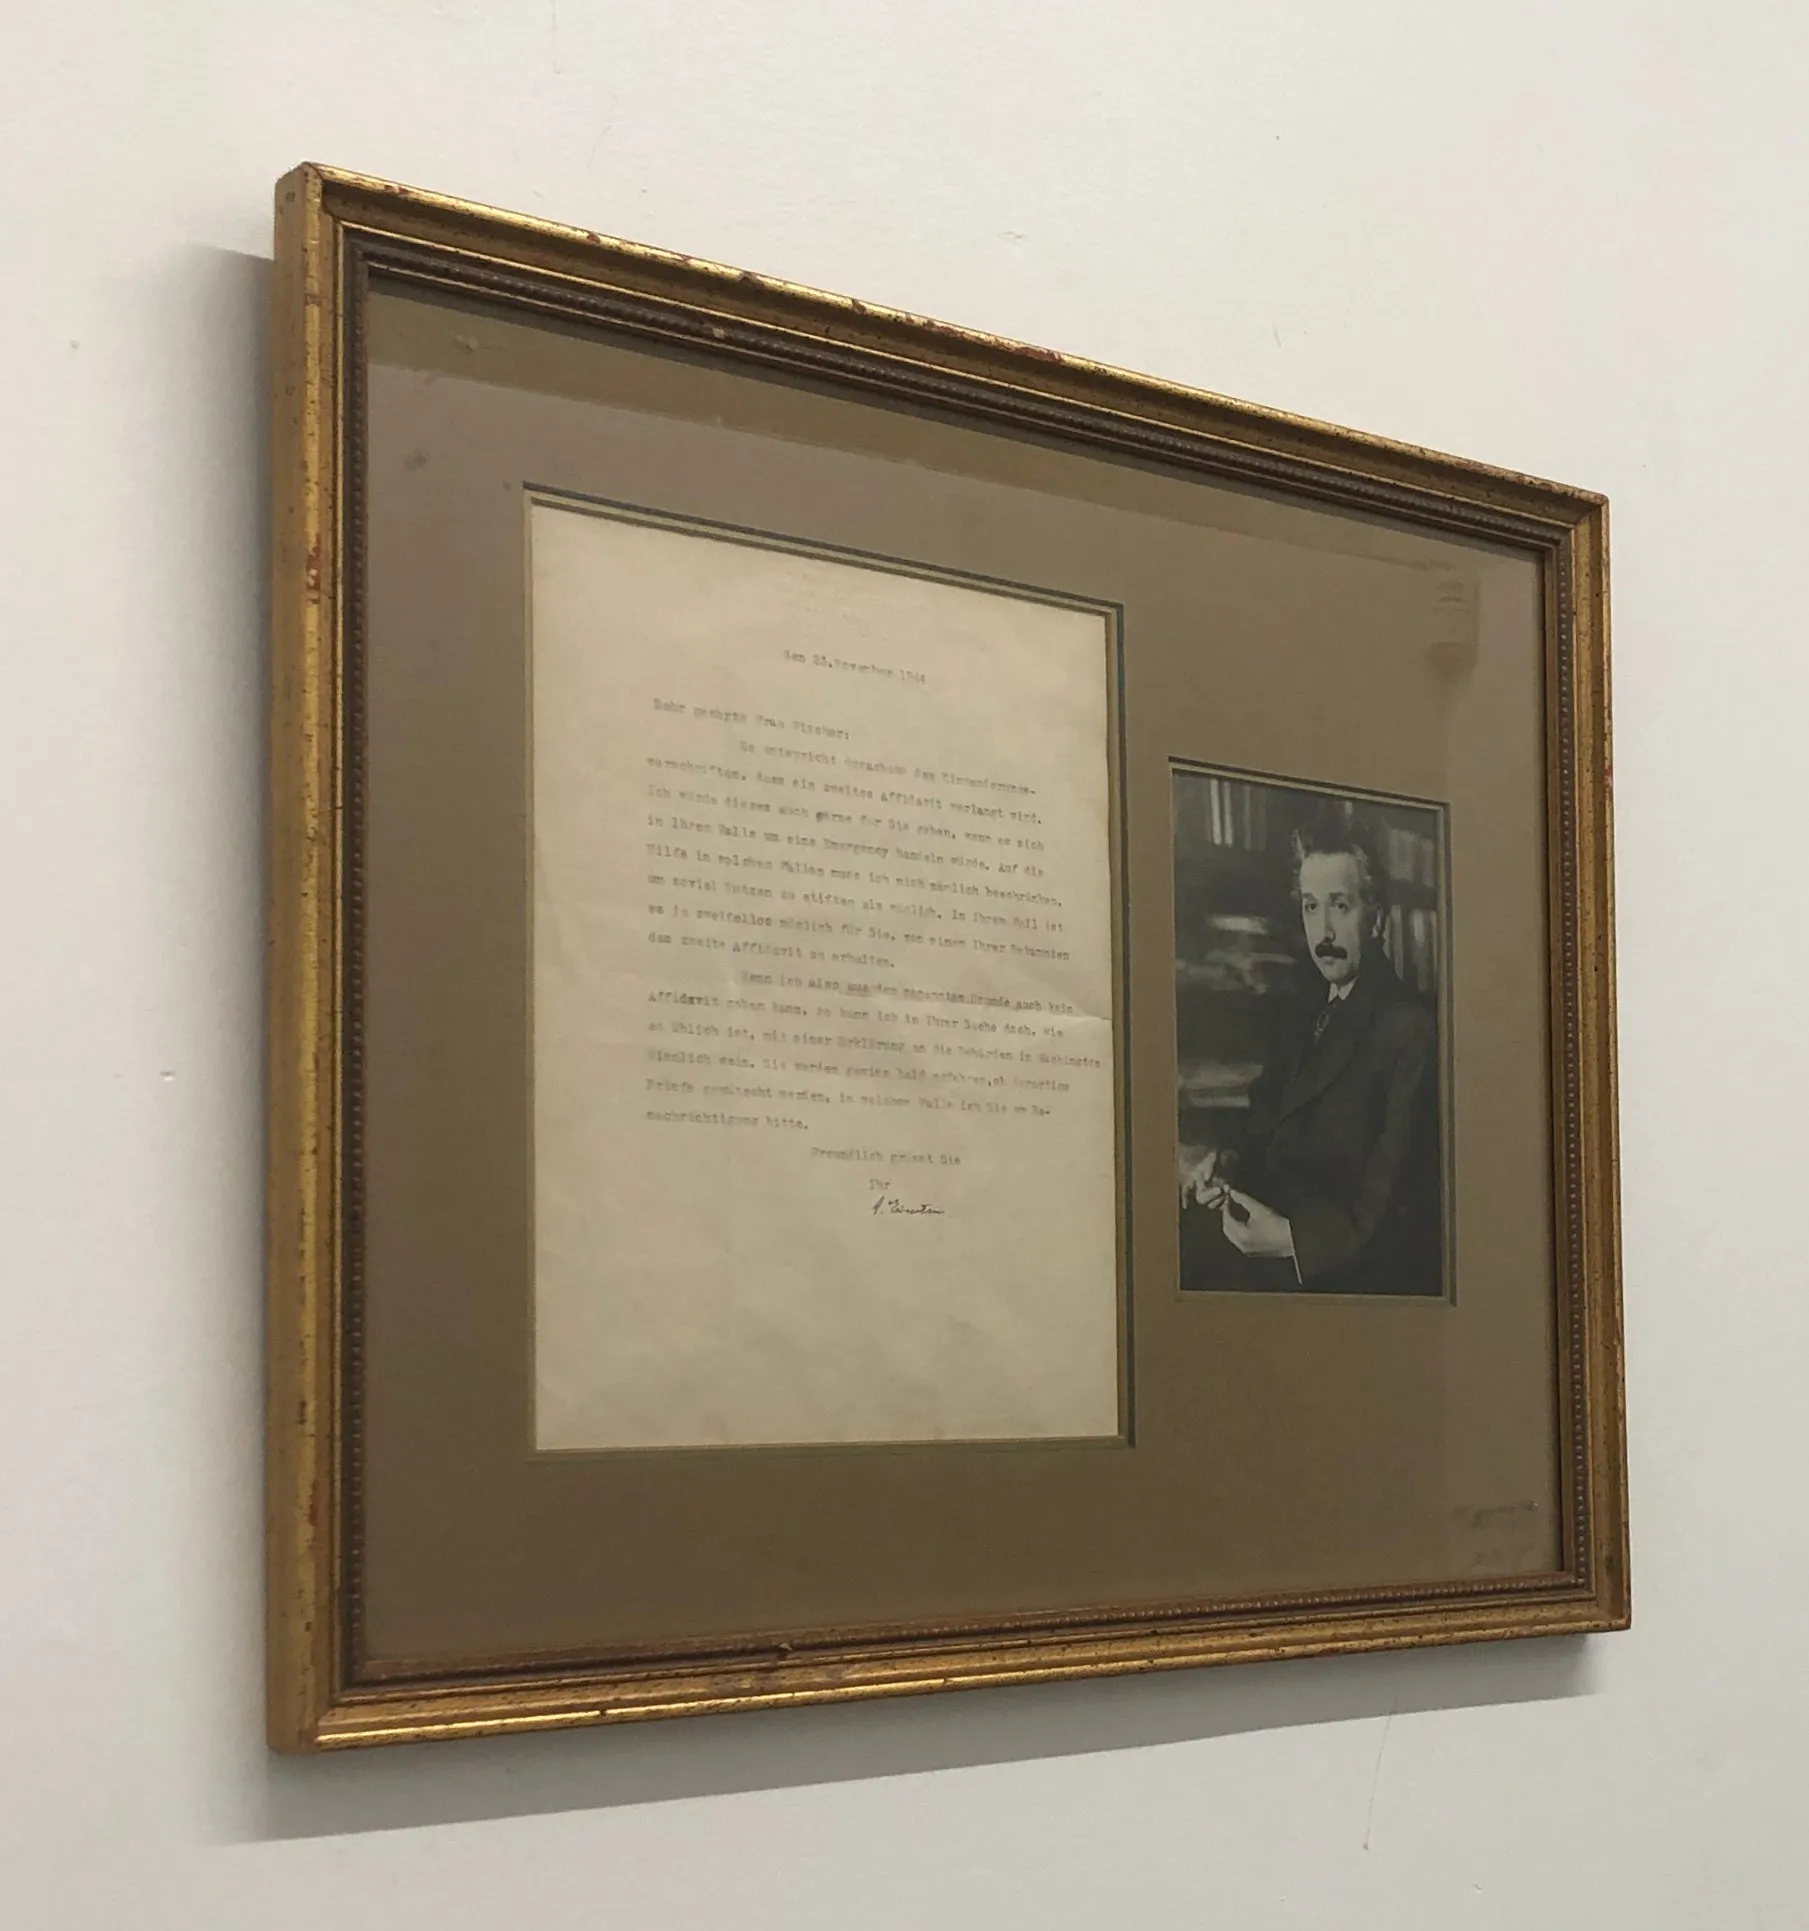 den 23.November 1944
Sehr geehrte Frau Fischer:
Es entspricht durchaus den Einwanderungs-
vorschriften, dass ein zweites Affidavit verlangt wird.
Ich würde dieses auch gerne für Sie geben, wenn es sich
in Ihrem Falle um eine Emergency handeln würde. Auf die
Hilfe in solchen Fällen muss ich mich nämlich beschränken,
um soviel Nutzen zu stiften als möglich. In Ihrem Fall ist
es ja zweifellos möglich für Sie, von einem Ihrer Bekannten
das zweite Affidavit zu erhalten.
Wenn ich also aus dem genannten Grunde auch kein
Affidavit geben kann, so kann ich in Ihrer Sache doch, wie
es üblich ist, mit einer Erklärung an die Behörden in Washington
dienlich sein. Sie werden gewiss bald erfahren,ob derartige
Briefe gewünscht werden, in welchem Falle ich Sie um Be-
nachrichtigung bitte.
Freundlich grüsst Sie
Ihr
A. Einstein